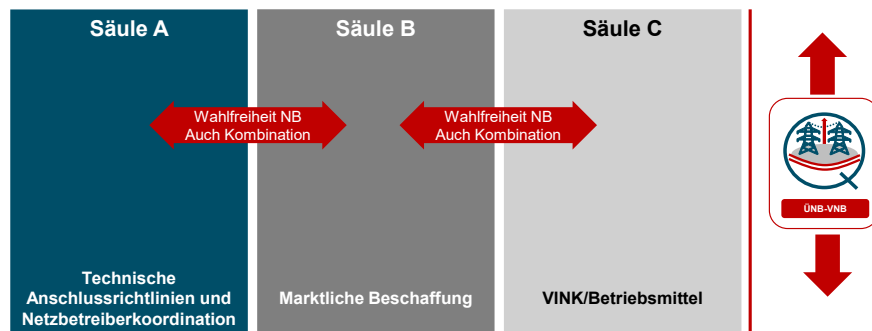 Säule A
Säule B
Säule C
Wahlfreiheit NB
Auch Kombination
Wahlfreiheit NB
Auch Kombination
ÜNB-VNB
Technische
Anschlussrichtlinien und
Netzbetreiberkoordination
Marktliche Beschaffung
VINK/Betriebsmittel